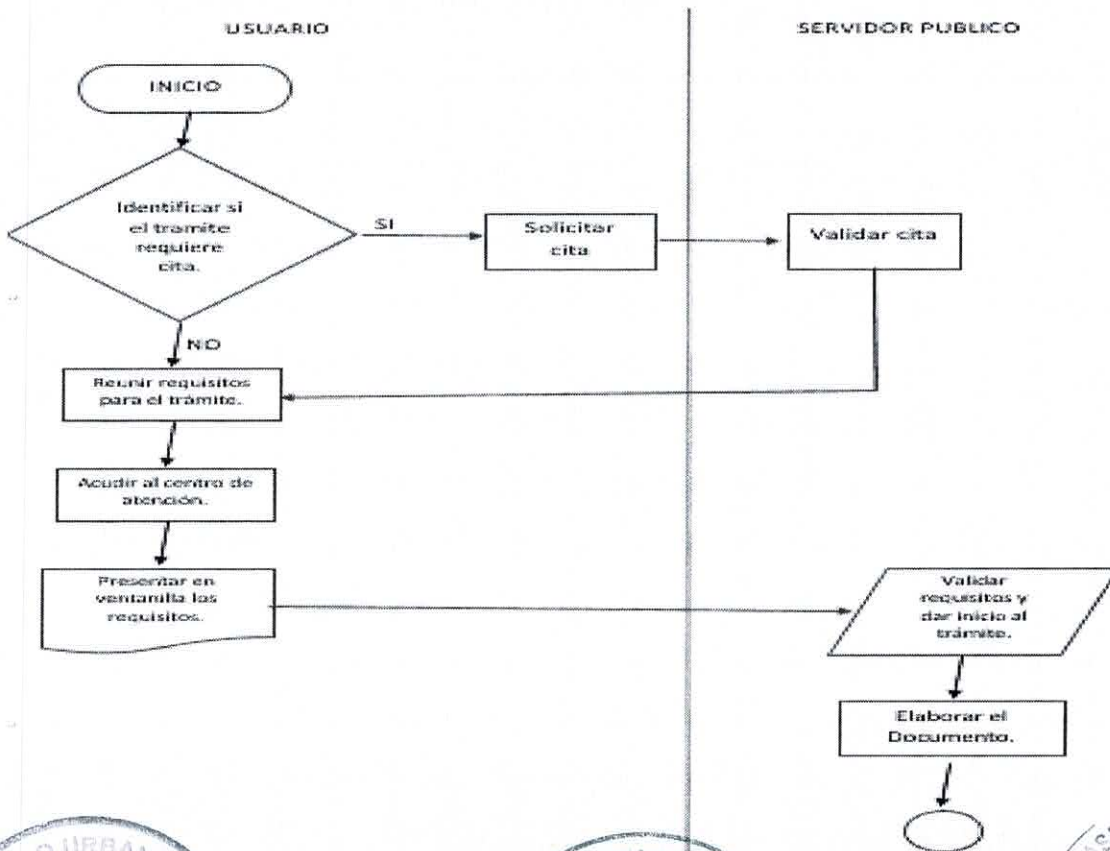 USUARIO
SERVIDOR PUBLICO
INICIO
Identificar si
el tramite
requiere
cita.
SI
Solicitar
cita
Validar cita
NO
Reunir requisitos
para el trámite.
Acudir al centro de
atención.
Presentar en
ventanilla los
requisitos.
Validar
requisitos y
dar inicio al
trámite.
Elaborar el
Documento.